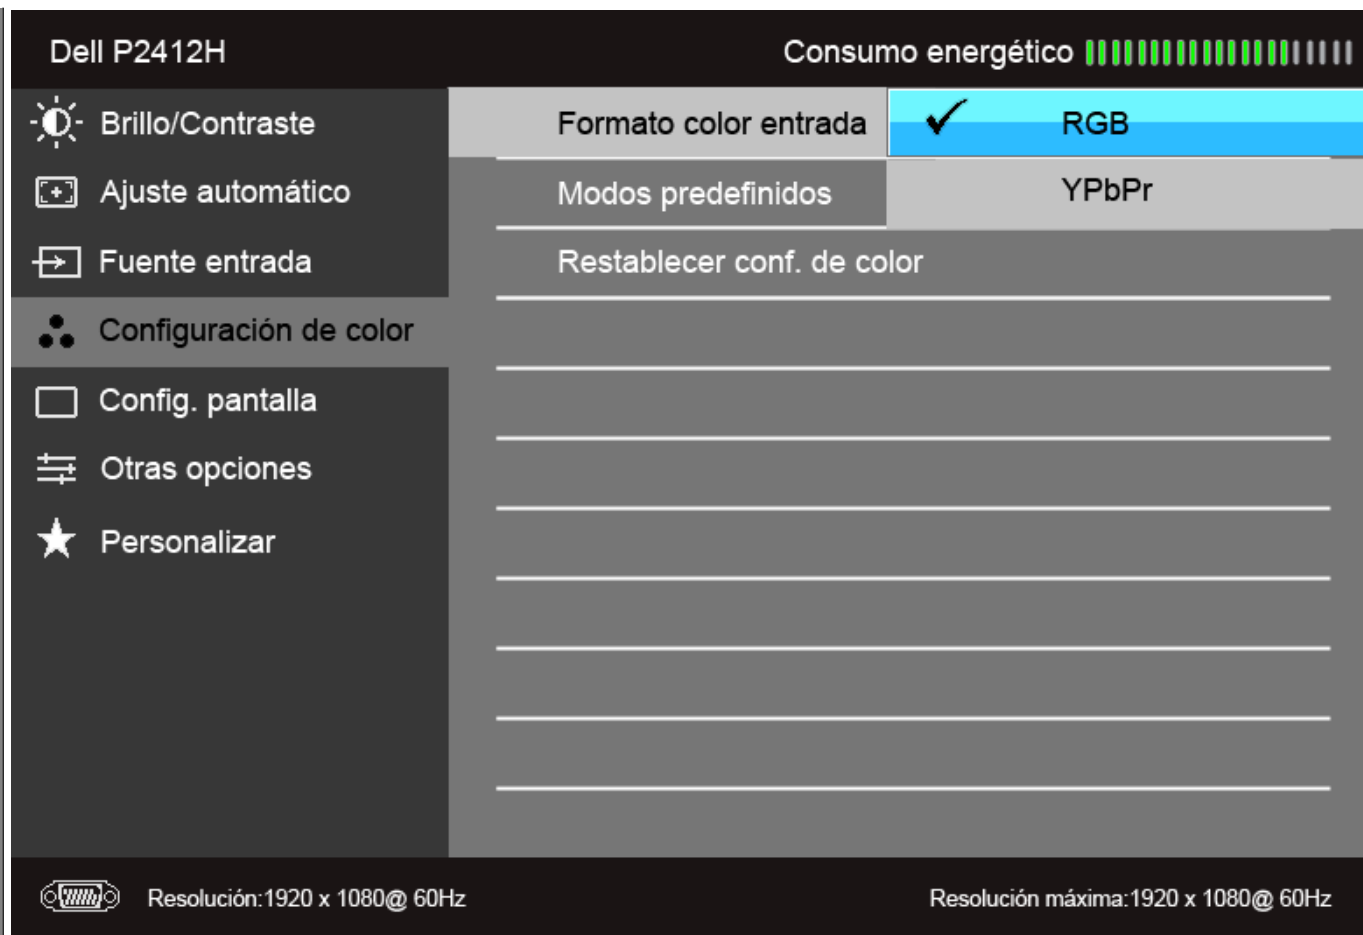 Dell P2412H
Consumo energético
Brillo/Contraste
Ajuste automático
Fuente entrada
Configuración de color
Config. pantalla
Otras opciones
Personalizar
Formato color entrada
RGB
Modos predefinidos
YPbPr
Restablecer conf. de color
Resolución:1920 x 1080@ 60Hz
Resolución máxima:1920 x 1080@ 60Hz